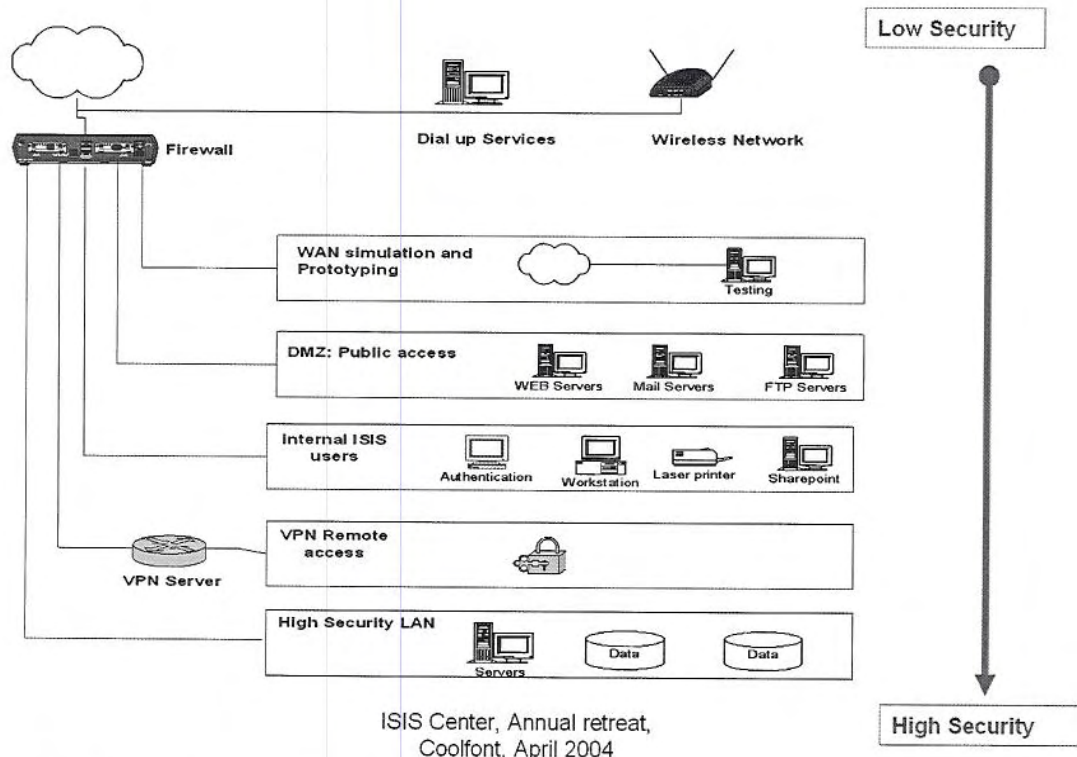 Low Security
Dial up Services
Wireless Network
Firewall
WAN simulation and
Prototyping
Testing
DMZ: Public access
WEB Servers
Mail Servers
FTP Servers
Internal ISIS
users
Authentication
Workstation
Laser printer
Sharepoint
VPN Remote
access
VPN Server
High Security LAN
Servers
Data
Data
ISIS Center, Annual retreat,
Coolfont, April 2004
High Security